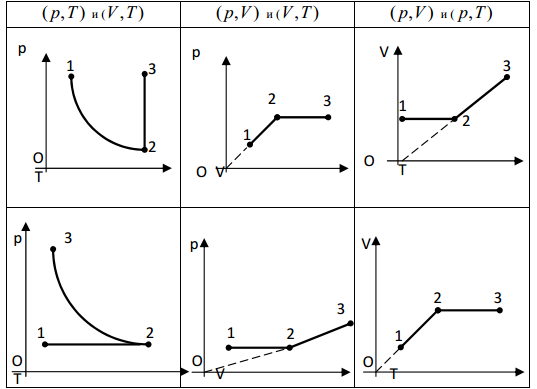 (p,T) и (V,T)
(p,V) и (V,T)
(p,V) и ( p,T)
p
1
3
2
O
T
p
1
2
3
O
V
V
1
2
3
O
T
p
3
1
2
O
T
p
1
2
3
O
V
V
1
2
3
O
T